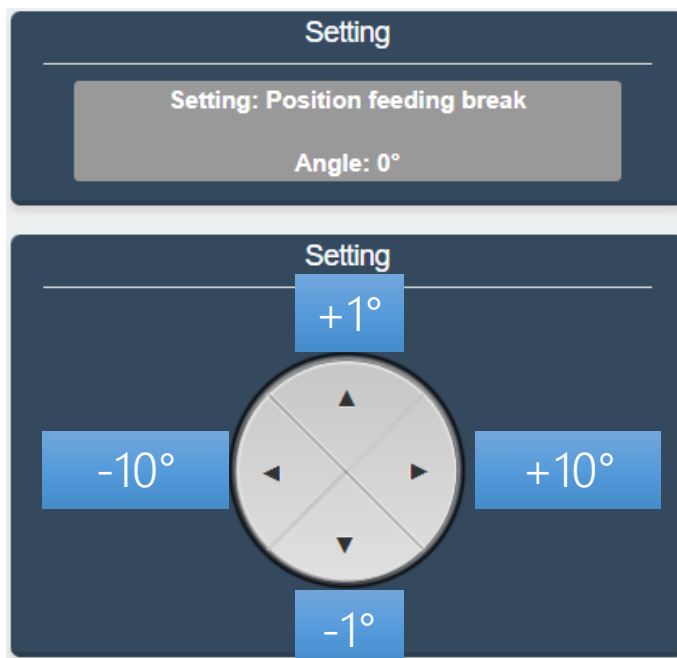 Setting
Setting: Position feeding break
Angle: 0°
Setting
+1°
-10°
+10°
-1°